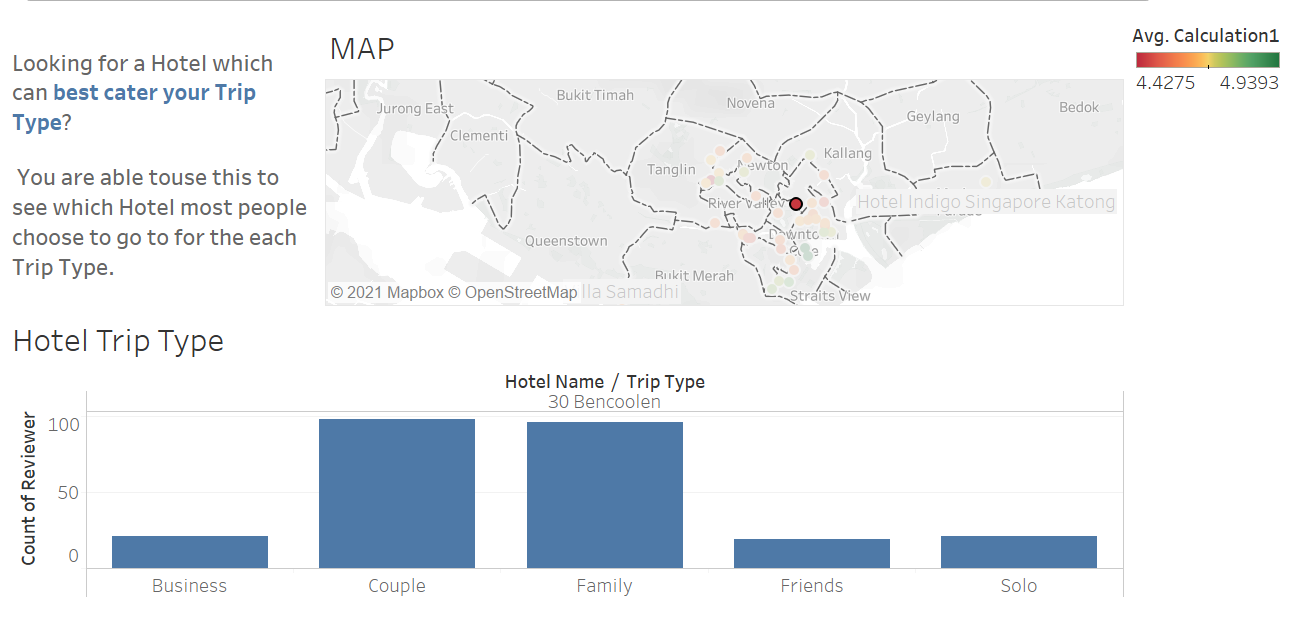 Looking for a Hotel which
can best cater your Trip
Type?
You are able touse this to
see which Hotel most people
choose to go to for the each
Trip Type.
MAP
Avg. Calculation1
4.4275 4.9393
Bukit Timah
Novena
Jurong East
Clementi
Geylang
Bedok
Kallang
Tanglin
Newton
River Valley
Hotel Indigo Singapore Katong
Queenstown
Bukit Merah
lla Samadhi
Straits View
© 2021 Mapbox © OpenStreetMap
Hotel Trip Type
Hotel Name / Trip Type
30 Bencoolen
Count of Reviewer
100
50
0
Business
Couple
Family
Friends
Solo